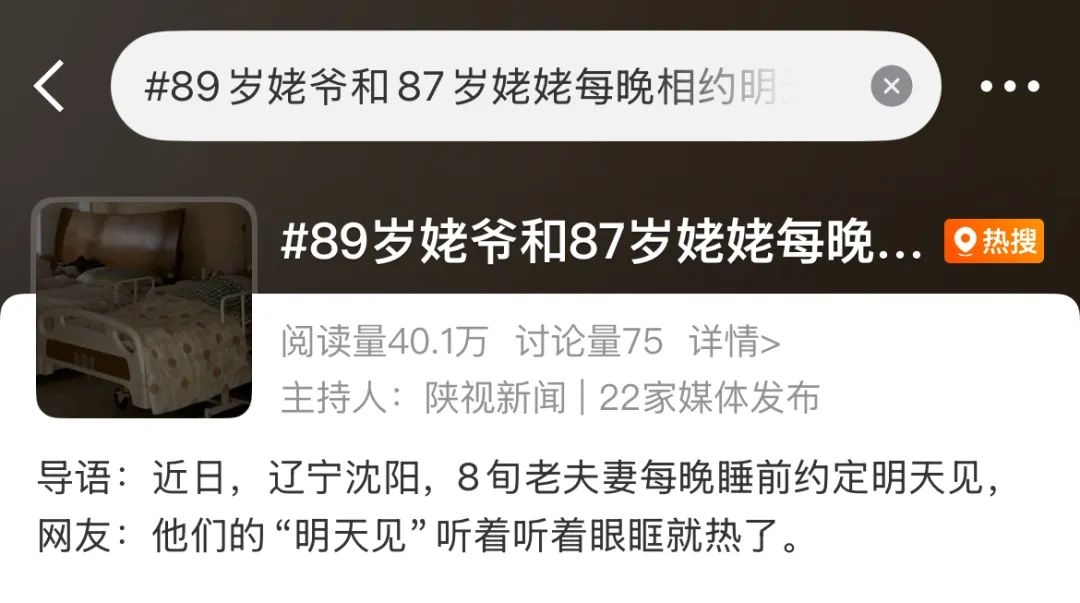 #89岁姥爷和87岁姥姥每晚相约明
#89岁姥爷和87岁姥姥每晚... 热搜
阅读量40.1万 讨论量75 详情>
主持人：陕视新闻 | 22家媒体发布
导语：近日，辽宁沈阳，8旬老夫妻每晚睡前约定明天见，
网友：他们的“明天见”听着听着眼眶就热了。